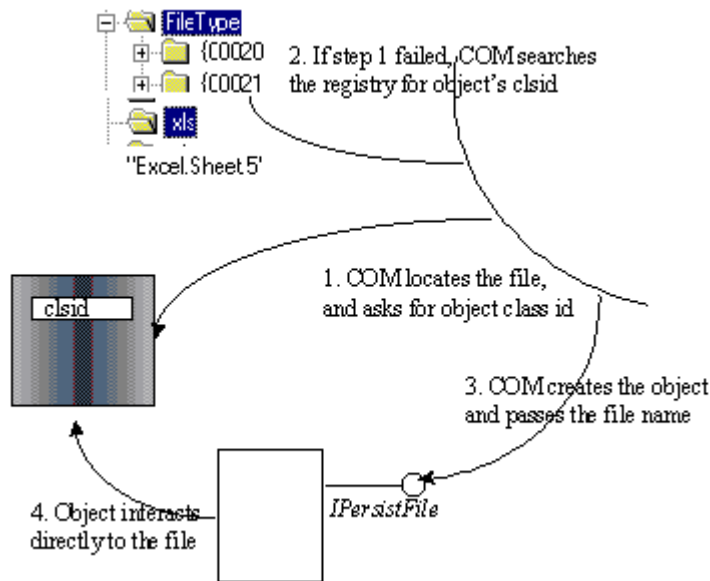 FileType
{C0020
{C0021
xls
"Excel.Sheet.5'
2. If step 1 failed, COM searches
the registry for object's clsid
1. COM locates the file,
and asks for object class id
clsid
3. COM creates the object
and passes the file name
IPersistFile
4. Object interacts
directly to the file